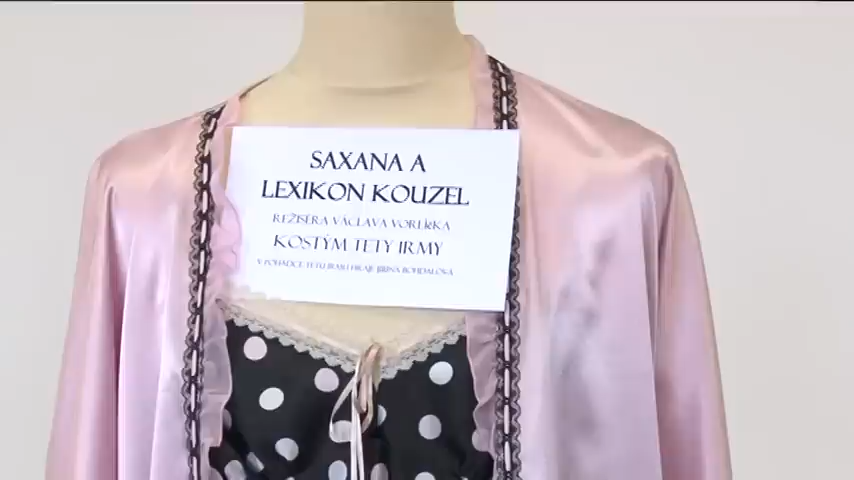 SAXANA A
LEXIKON KOUZEL
REŽISÉRA VÁCLAVA VORLÍČKA
KOSTÝM TETY IRMY
V POHÁDCE TETU IRMU HRAJE JIŘINA BOHDALOVÁ